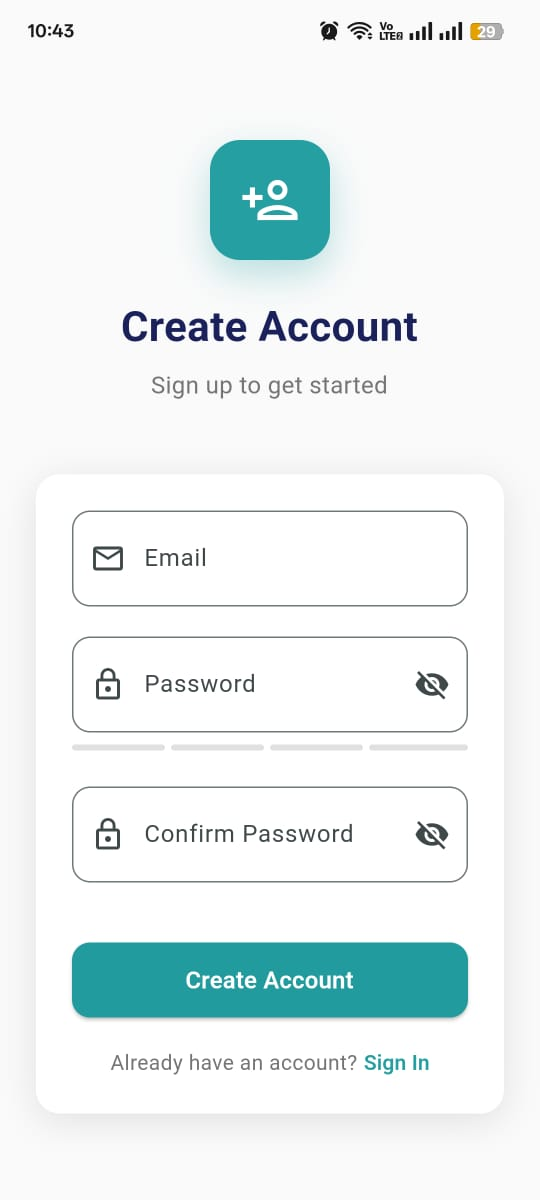 10:43
Vo
LTE2
29
Create Account
Sign up to get started
Email
Password
Confirm Password
Create Account
Already have an account? Sign In